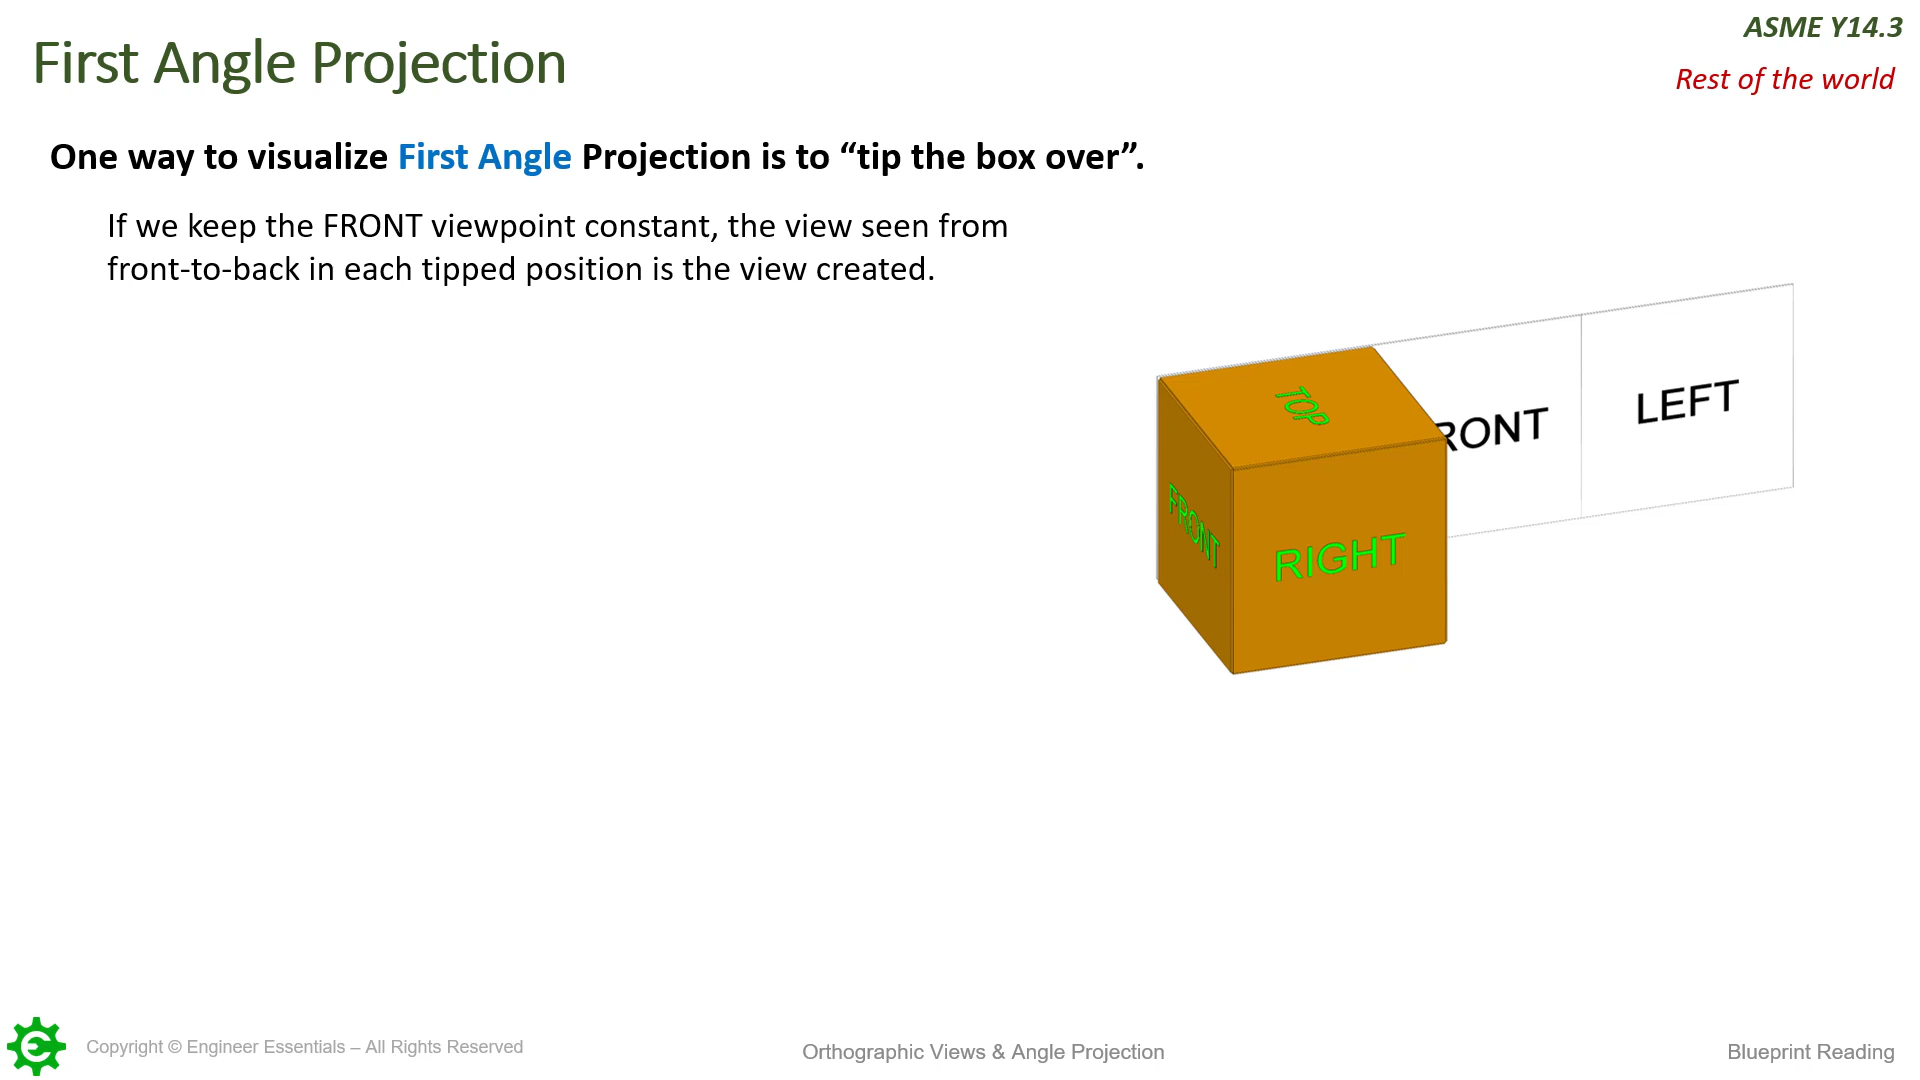 First Angle Projection
ASME Y14.3
Rest of the world
One way to visualize First Angle Projection is to “tip the box over”.
If we keep the FRONT viewpoint constant, the view seen from
front-to-back in each tipped position is the view created.
TOP
FRONT
RIGHT
RONT
LEFT
Copyright © Engineer Essentials – All Rights Reserved
Orthographic Views & Angle Projection
Blueprint Reading